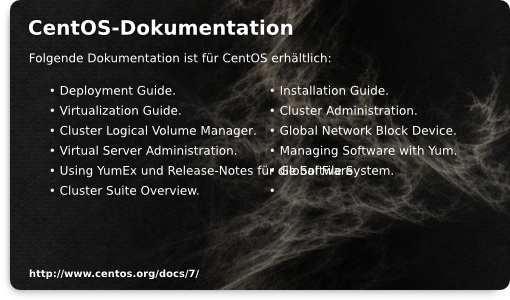 CentOS-Dokumentation
Folgende Dokumentation ist für CentOS erhältlich:
• Deployment Guide.
• Virtualization Guide.
• Cluster Logical Volume Manager.
• Virtual Server Administration.
• Using YumEx und Release-Notes für die Software.
• Cluster Suite Overview.
• Installation Guide.
• Cluster Administration.
• Global Network Block Device.
• Managing Software with Yum.
• Global File System.
•
http://www.centos.org/docs/7/